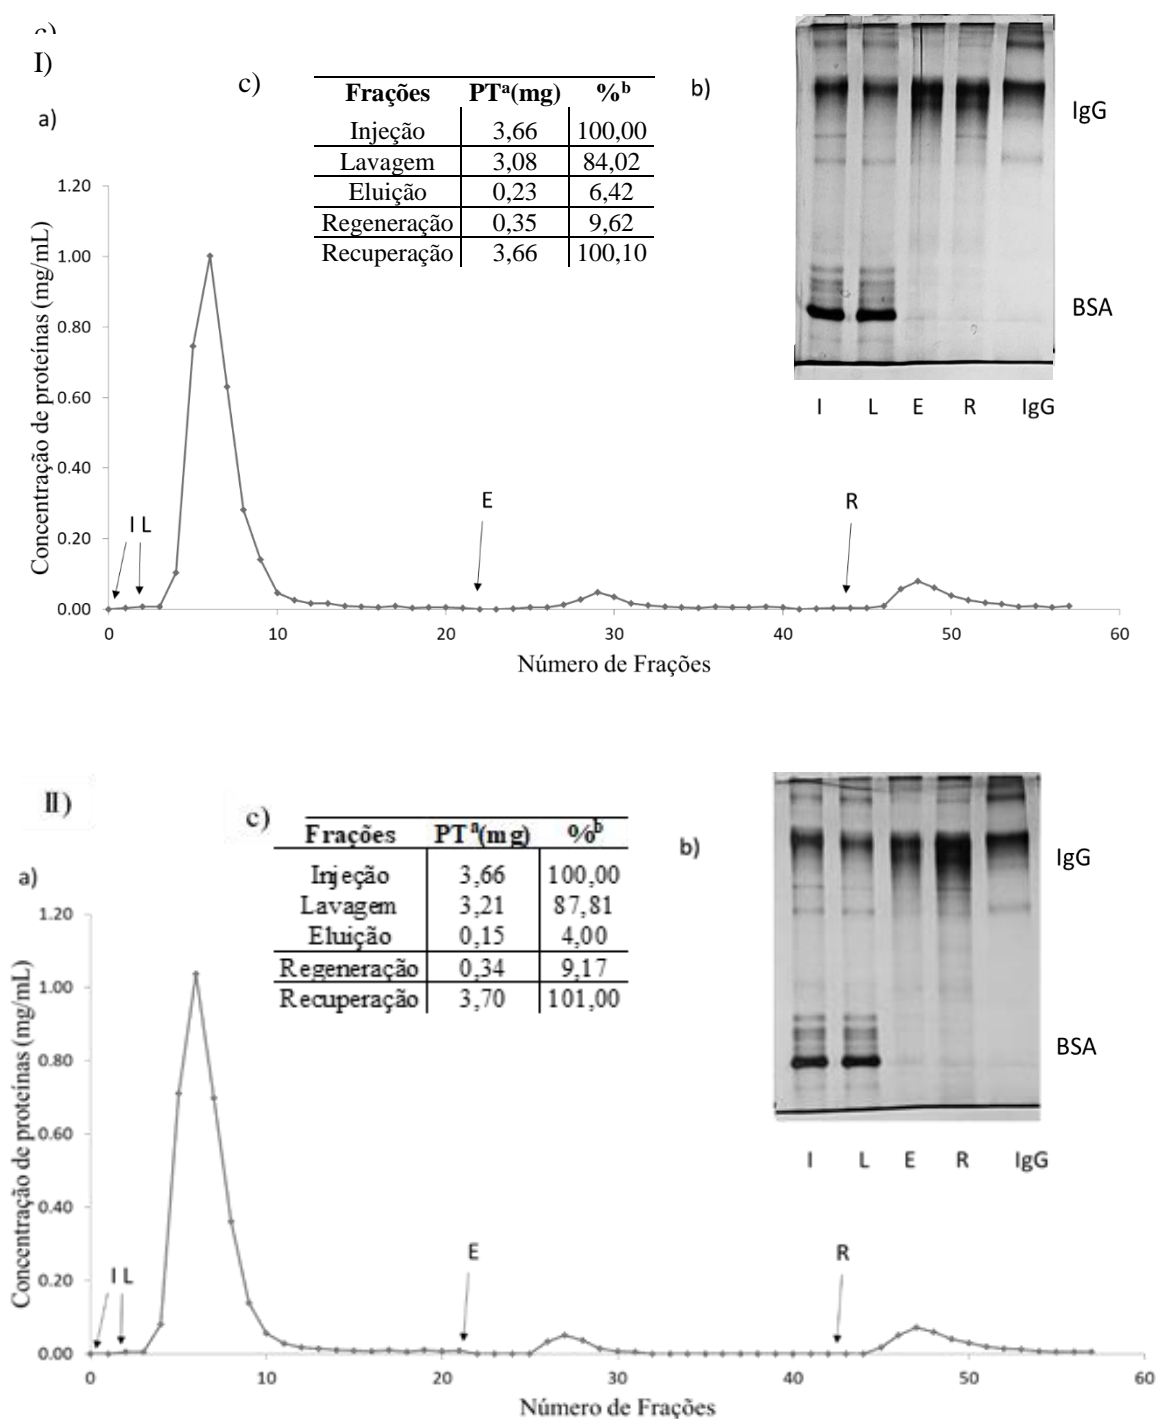 c)
I)
a)
c)
Frações PTᵃ(mg) %ᵇ
Injeção 3,66 100,00
Lavagem 3,08 84,02
Eluição 0,23 6,42
Regeneração 0,35 9,62
Recuperação 3,66 100,10
b)
IgG
BSA
I L E R IgG
Concentração de proteínas (mg/mL)
1.20
1.00
0.80
0.60
0.40
0.20
0.00
I L
E
R
0 10 20 30 40 50 60
Número de Frações
II)
a)
c)
Frações PTᵃ(mg) %ᵇ
Injeção 3,66 100,00
Lavagem 3,21 87,81
Eluição 0,15 4,00
Regeneração 0,34 9,17
Recuperação 3,70 101,00
b)
IgG
BSA
I L E R IgG
Concentração de proteínas (mg/mL)
1.20
1.00
0.80
0.60
0.40
0.20
0.00
I L
E
R
0 10 20 30 40 50 60
Número de Frações